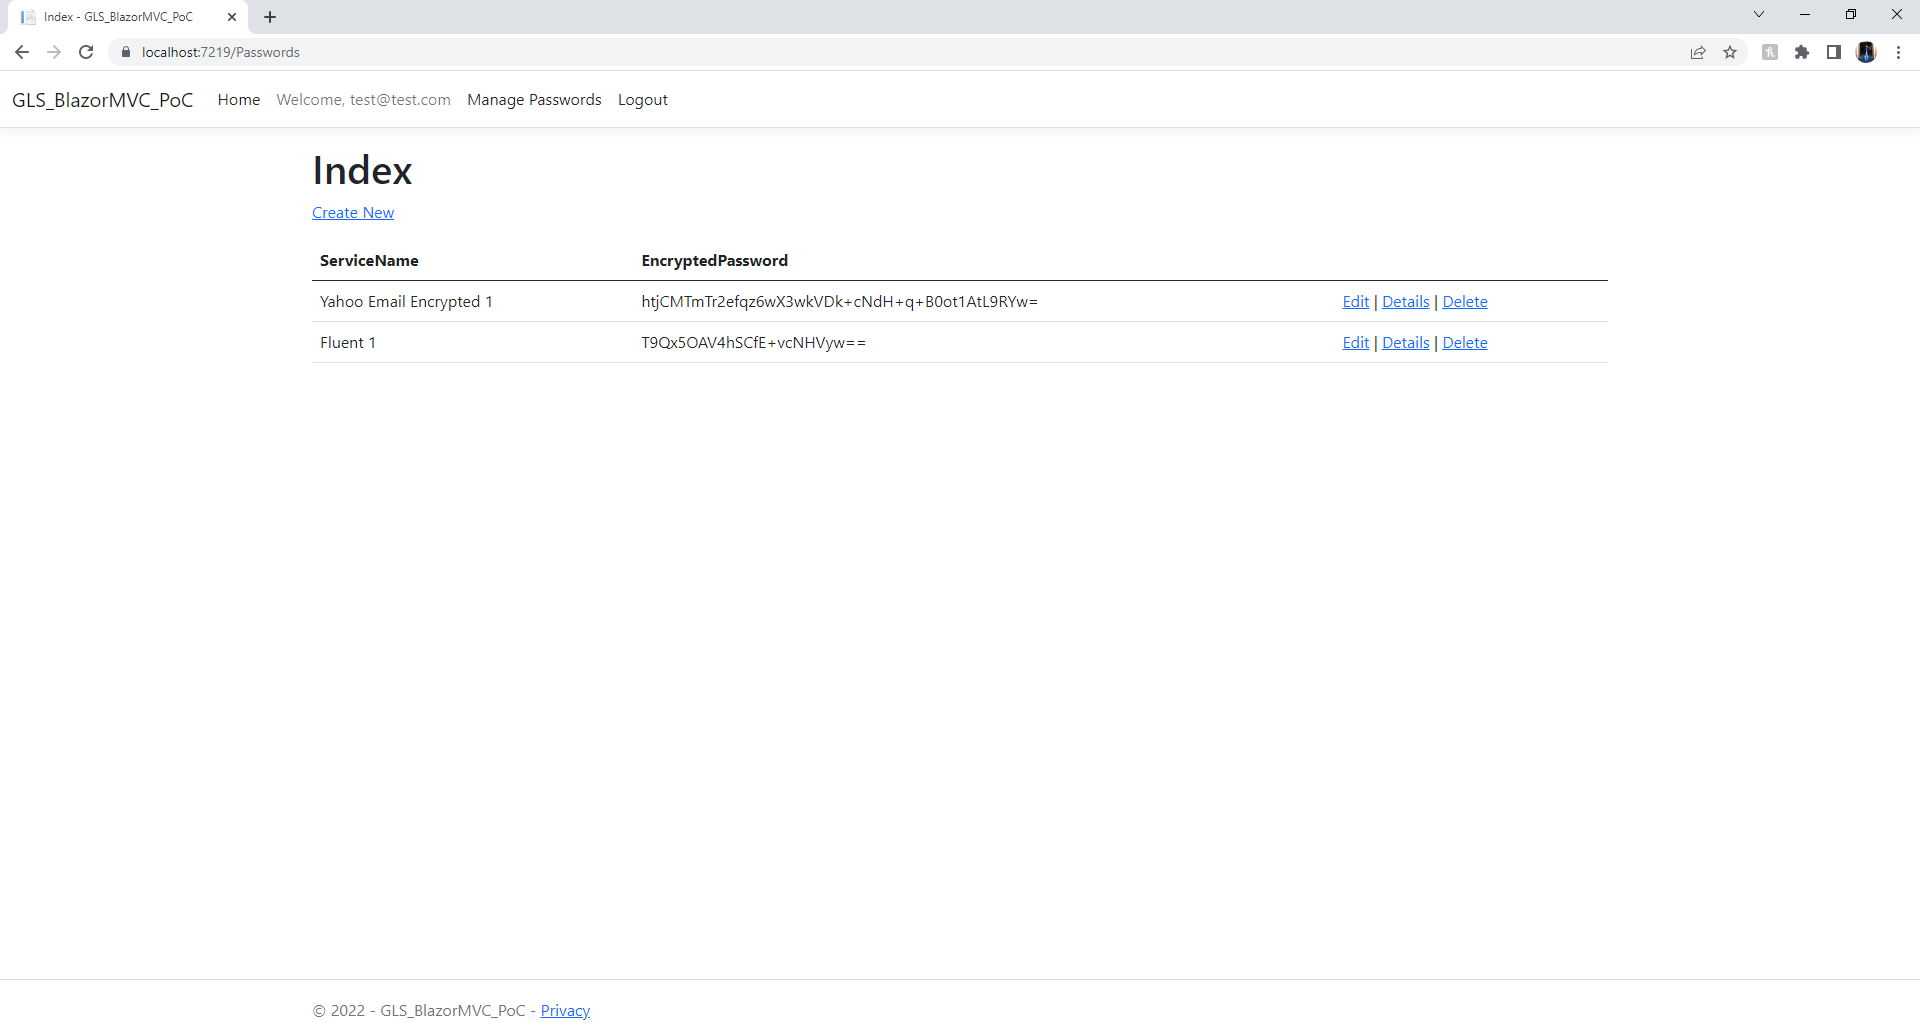 Index - GLS_BlazorMVC_PoC
localhost:7219/Passwords
GLS_BlazorMVC_PoC Home Welcome, test@test.com Manage Passwords Logout
Index
Create New
ServiceName EncryptedPassword
Yahoo Email Encrypted 1 htjCMTmTr2efqz6wX3wkVDk+cNdH+q+B0ot1AtL9RYw= Edit | Details | Delete
Fluent 1 T9Qx5OAV4hSCfE+vcNHVyw== Edit | Details | Delete
© 2022 - GLS_BlazorMVC_PoC - Privacy